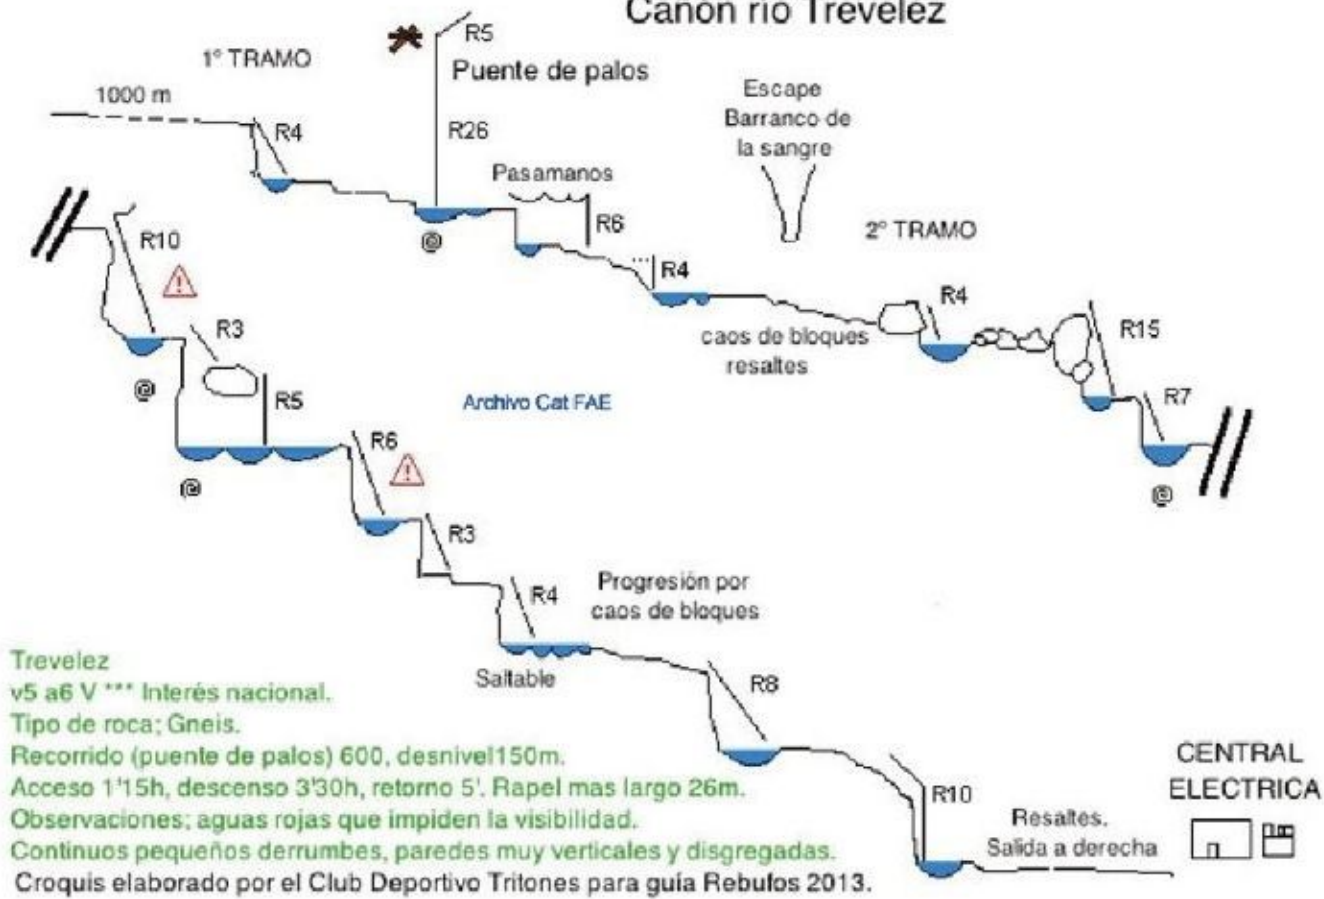 Cañón río Trevelez
1º TRAMO
R5
Puente de palos
1000 m
R4
R26
Pasamanos
R6
R4
Escape
Barranco de
la sangre
2º TRAMO
caos de bloques
resaltes
R4
R15
R7
@
@
R10
R3
@
R5
@
Archivo Cat FAE
R6
R3
R4
Saltable
Progresión por
caos de bloques
R8
R10
Resaltes.
Salida a derecha
CENTRAL
ELECTRICA
Trevelez
v5 a6 V *** Interés nacional.
Tipo de roca; Gneis.
Recorrido (puente de palos) 600, desnivel150m.
Acceso 1'15h, descenso 3'30h, retorno 5'. Rapel mas largo 26m.
Observaciones; aguas rojas que impiden la visibilidad.
Continuos pequeños derrumbes, paredes muy verticales y disgregadas.
Croquis elaborado por el Club Deportivo Tritones para guía Rebufos 2013.